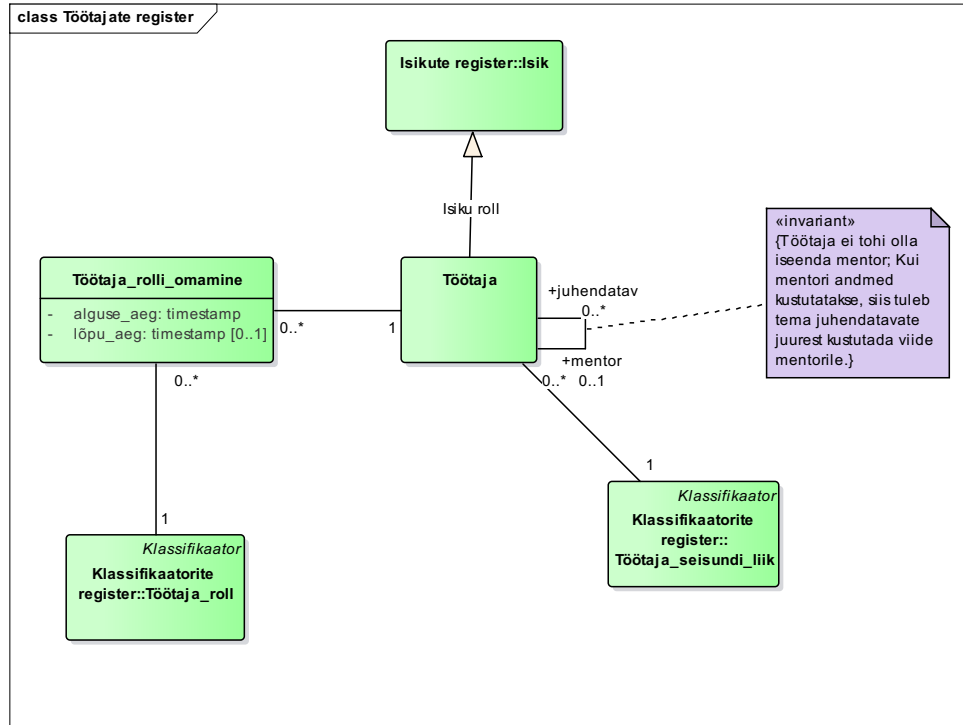 class Töötajate register
Isikute register::Isik
Isiku roll
«invariant»
{Töötaja ei tohi olla
iseenda mentor; Kui
mentori andmed
kustutatakse, siis tuleb
tema juhendatavate
juurest kustutada viide
mentorile.}
Töötaja_rolli_omamine
- alguse_aeg: timestamp
- lõpu_aeg: timestamp [0..1]
0..*
1
Töötaja
+juhendatav
0..*
+mentor
0..* 0..1
0..*
1
1
Klassifikaator
Klassifikaatorite
register::
Töötaja_seisundi_liik
Klassifikaator
Klassifikaatorite
register::Töötaja_roll